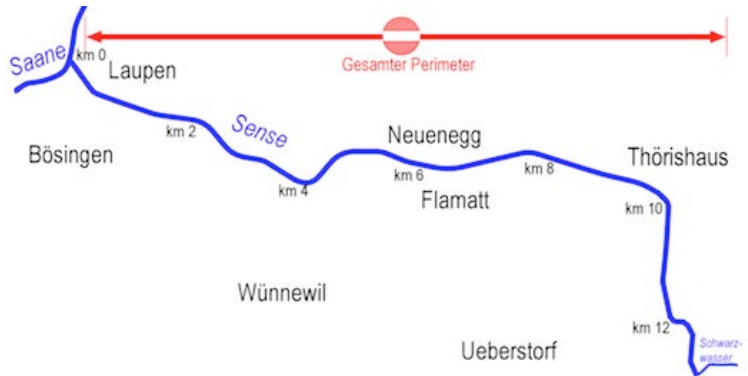 Saane
km 0
Gesamter Perimeter
Laupen
Bösingen
km 2
Sense
km 4
Neuenegg
km 6
Flamatt
km 8
Thörishaus
km 10
Wünnewil
km 12
Ueberstorf
Schwarz-
wasser